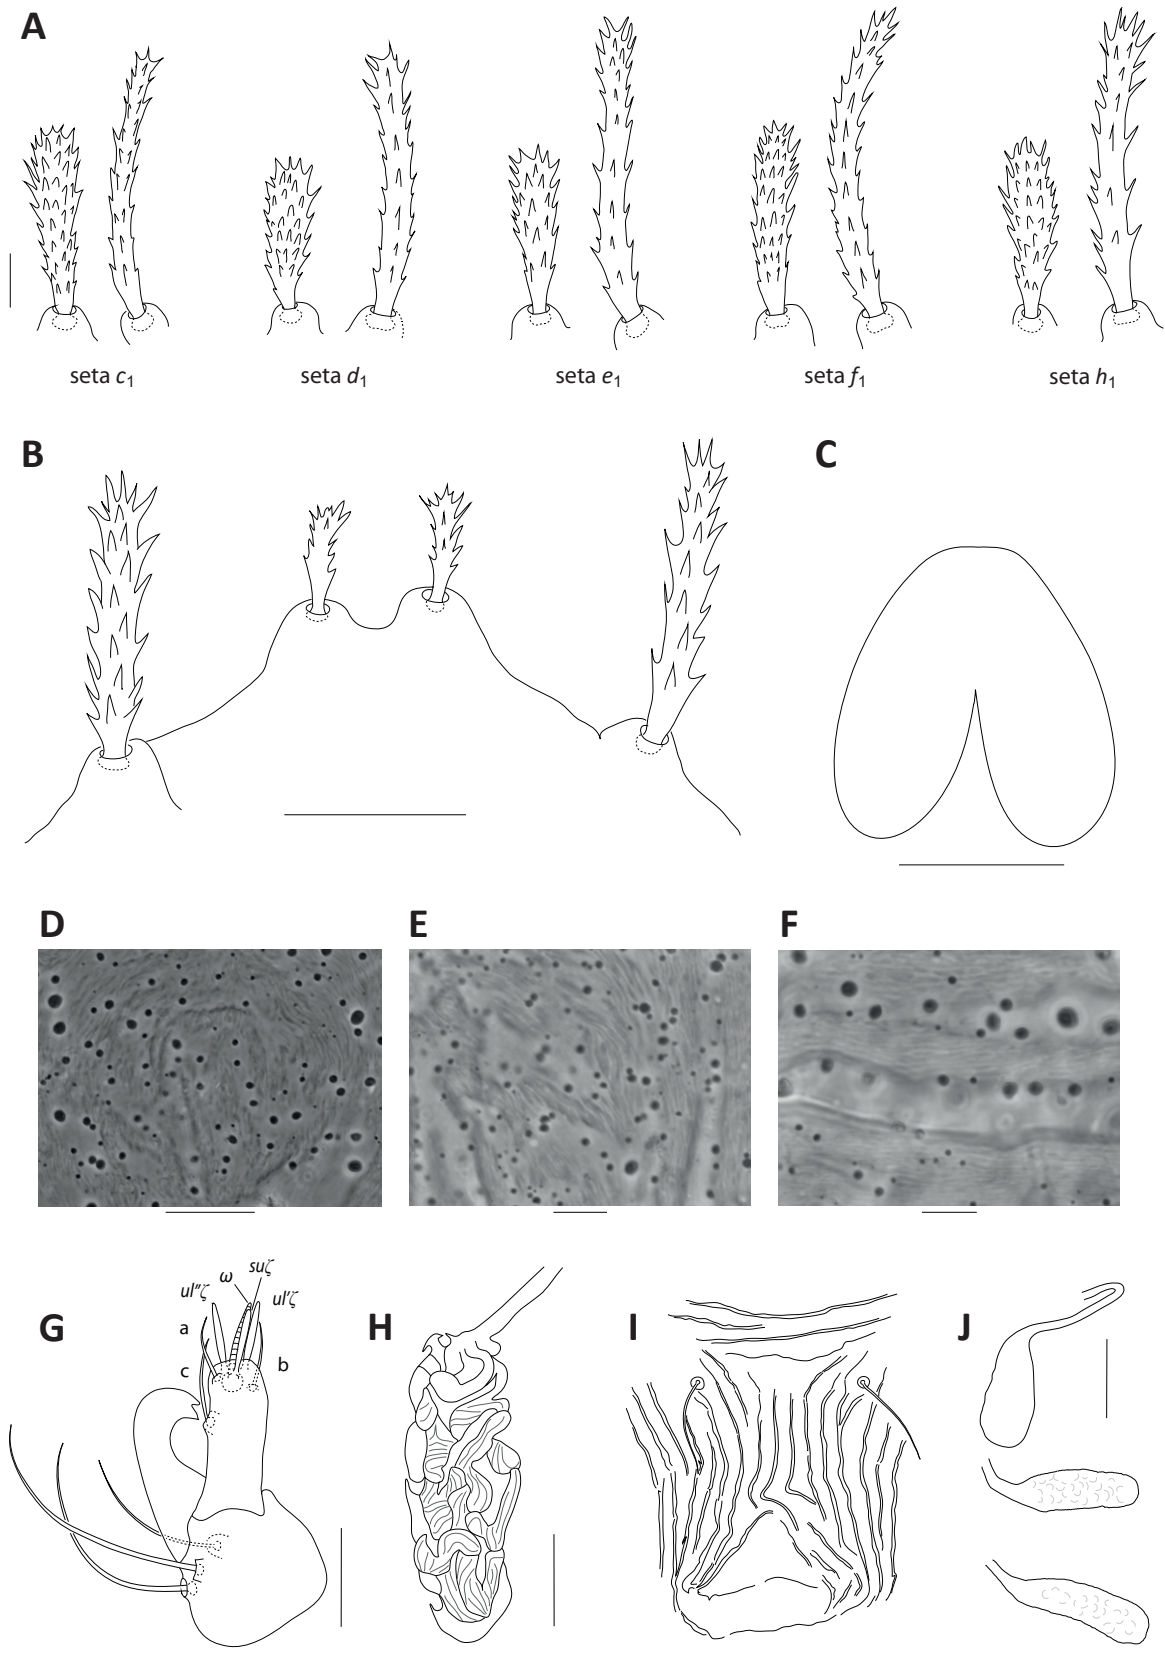 A
seta c₁
seta d₁
seta e₁
seta f₁
seta h₁
B
C
D
E
F
G
ul″ζ
ω
suζ
ul′ζ
a
c
b
H
I
J